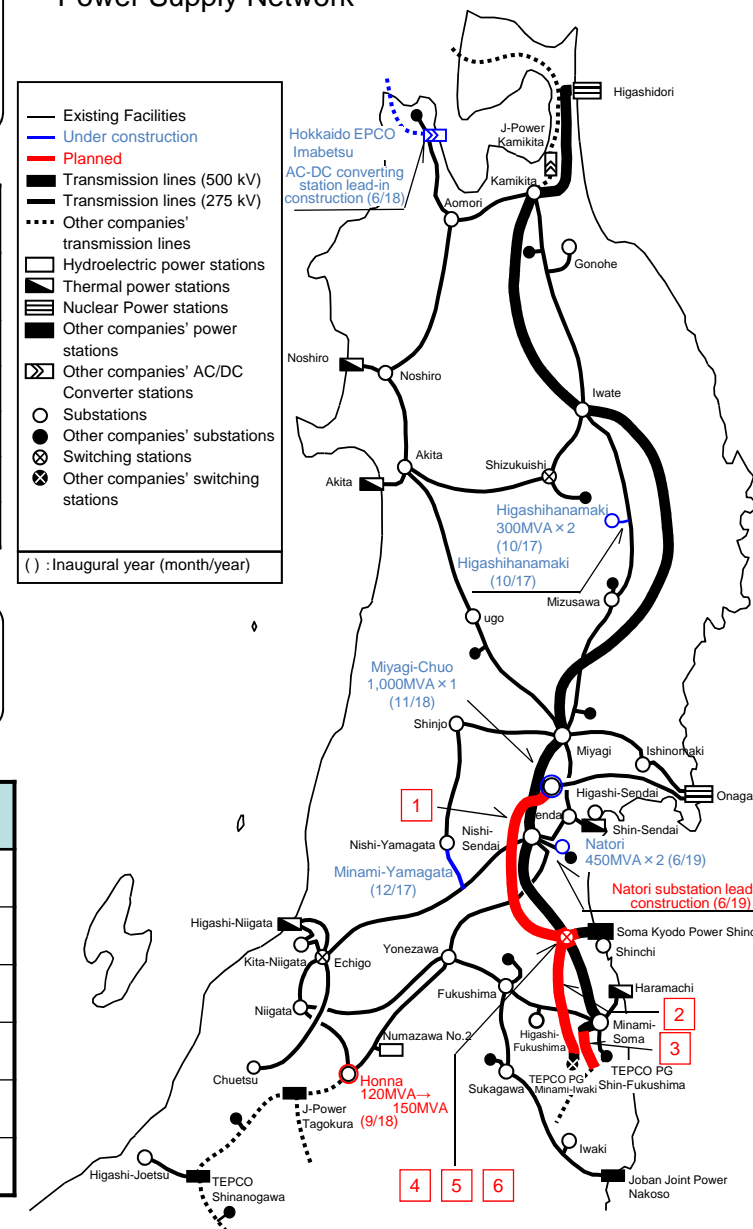 Power Supply Network
Existing Facilities
Under construction
Planned
Transmission lines (500 kV)
Transmission lines (275 kV)
Other companies'
transmission lines
Hydroelectric power stations
Thermal power stations
Nuclear Power stations
Other companies' power
stations
Other companies' AC/DC
Converter stations
Substations
Other companies' substations
Switching stations
Other companies' switching
stations
( ) : Inaugural year (month/year)
Higashidori
J-Power
Kamikita
Hokkaido EPCO
Imabetsu
AC-DC converting
station lead-in
construction (6/18)
Kamikita
Aomori
Gonohe
Noshiro
Noshiro
Iwate
Akita
Shizukuishi
Akita
Higashihanamaki
300MVA×2
(10/17)
Higashihanamaki
(10/17)
Mizusawa
ugo
Miyagi-Chuo
1,000MVA×1
(11/18)
Shinjo
Miyagi
Ishinomaki
Onaga
1
Higashi-Sendai
enda
Shin-Sendai
Nishi-Yamagata
Nishi-
Sendai
Natori
450MVA×2 (6/19)
Minami-Yamagata
(12/17)
Natori substation lead
construction (6/19)
Higashi-Niigata
Soma Kyodo Power Shinc
Shinchi
Kita-Niigata
Echigo
Yonezawa
Fukushima
Haramachi
Niigata
2
Minami-
Soma
Higashi-
Fukushima
3
Numazawa No.2
Chuetsu
Honna
120MVA→
150MVA
(9/18)
TEPCO PG
Minami-Iwaki
TEPCO PG
Shin-Fukushima
Sukagawa
J-Power
Tagokura
Iwaki
Higashi-Joetsu
TEPCO
Shinanogawa
4 5 6
Joban Joint Power
Nakoso